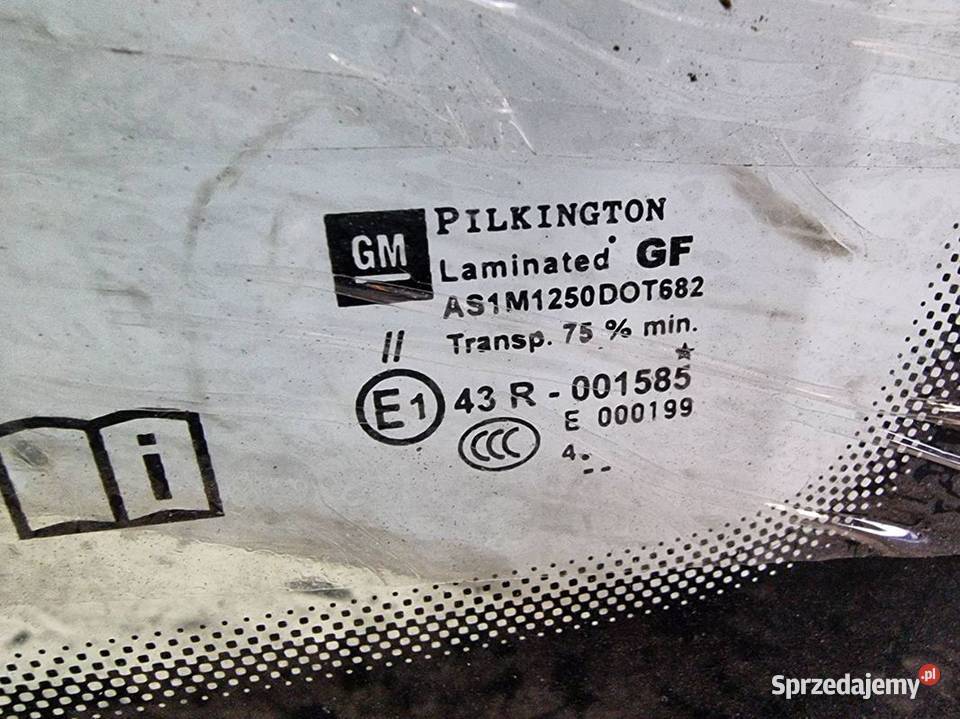 GM
PILKINGTON
Laminated GF
AS1M1250DOT682
Transp. 75 % min.
//
E1 43 R - 001585
E 000199
CCC
4.
i
Sprzedajemy.pl